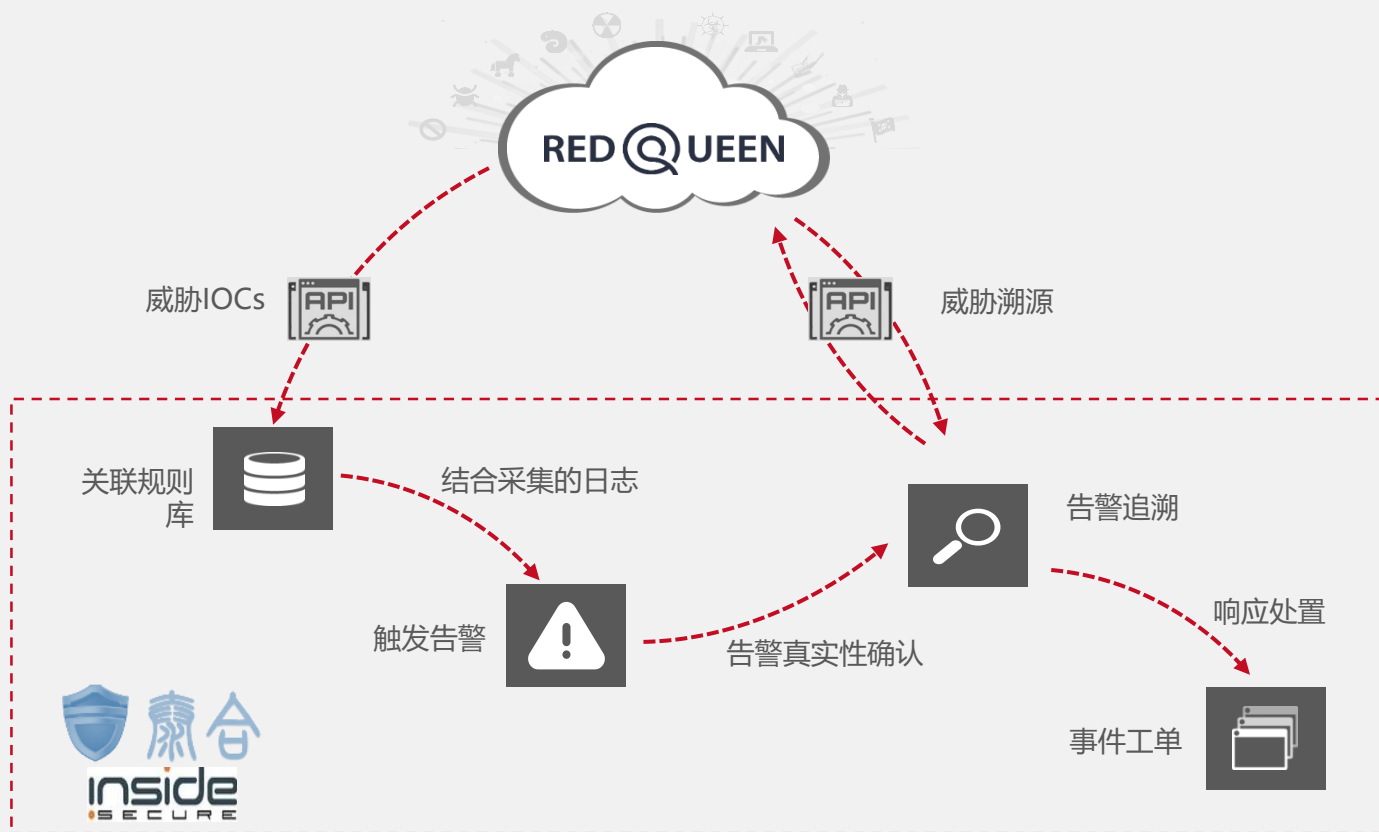 RED QUEEN
威胁IOCs
API
API
威胁溯源
关联规则
库
结合采集的日志
告警追溯
触发告警
告警真实性确认
响应处置
事件工单
泰合
inside
SECURE